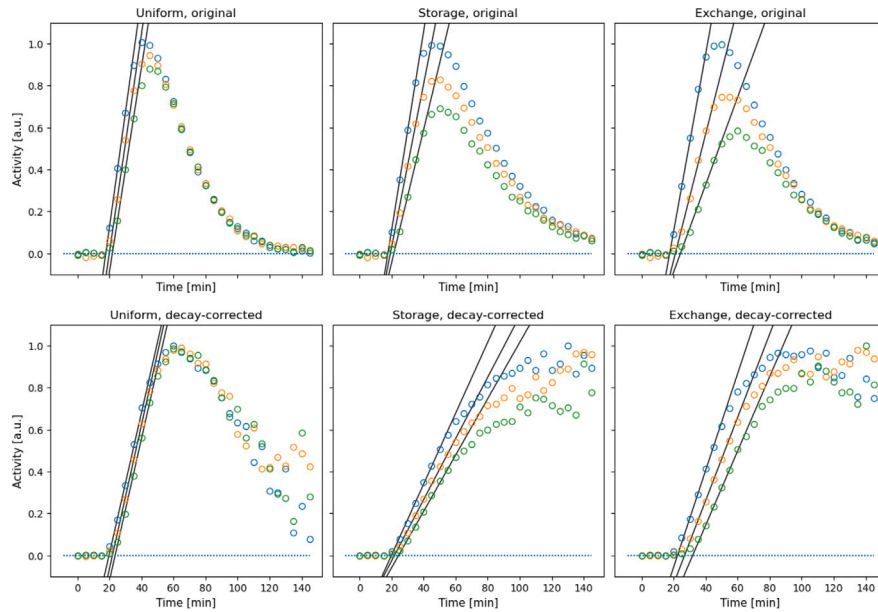 Uniform, original
Storage, original
Exchange, original
Activity [a.u.]
1.0
0.8
0.6
0.4
0.2
0.0
Time [min]
Time [min]
Time [min]
Uniform, decay-corrected
Storage, decay-corrected
Exchange, decay-corrected
Activity [a.u.]
1.0
0.8
0.6
0.4
0.2
0.0
0 20 40 60 80 100 120 140
0 20 40 60 80 100 120 140
0 20 40 60 80 100 120 140
Time [min]
Time [min]
Time [min]